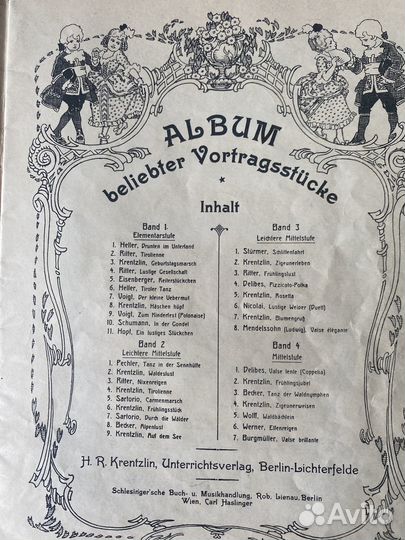 ALBUM
beliebter Vortragsstücke
*
Inhalt
Band 1
Elementarstufe
1. Heller, Drunten im Unterland
2. Ritter, Tirolienne
3. Krentzlin, Geburtstagsmarsch
4. Ritter, Lustige Gesellschaft
5. Eisenberger, Reiterstückchen
6. Heller, Tiroler Tanz
7. Voigt, Der kleine Uebermut
8. Krentzlin, Häschen hüpf
9. Voigt, Zum Kinderfest (Polonaise)
10. Schumann, In der Gondel
11. Hopf, Ein lustiges Stückchen
Band 2
Leichtere Mittelstufe
1. Pechler, Tanz in der Sennhütte
2. Krentzlin, Waldeslust
3. Ritter, Nixenreigen
4. Krentzlin, Tirolienne
5. Sartorio, Carmenmarsch
6. Krentzlin, Frühlingsstück
7. Sartorio, Durch die Wälder
8. Becker, Alpenlust
9. Krentzlin, Auf dem See
Band 3
Leichtere Mittelstufe
1. Stürmer, Schlittenfahrt
2. Krentzlin, Zigeunerleben
3. Ritter, Frühlingslust
4. Delibes, Pizzicato-Polka
5. Krentzlin, Rosetta
6. Nicolai, Lustige Weiber (Duett)
7. Krentzlin, Blumengruß
8. Mendelssohn (Ludwig), Valse élégante
Band 4
Mittelstufe
1. Delibes, Valse lente (Coppelia)
2. Krentzlin, Frühlingsjubel
3. Becker, Tanz der Waldnymphen
4. Krentzlin, Zigeunerweisen
5. Wolff, Waldbächlein
6. Werner, Elfenreigen
7. Burgmüller, Valse brillante
H. R. Krentzlin, Unterrichtsverlag, Berlin-Lichterfelde
Schlesinger'sche Buch- u. Musikhandlung, Rob. Lienau, Berlin
Wien, Carl Haslinger
Avito